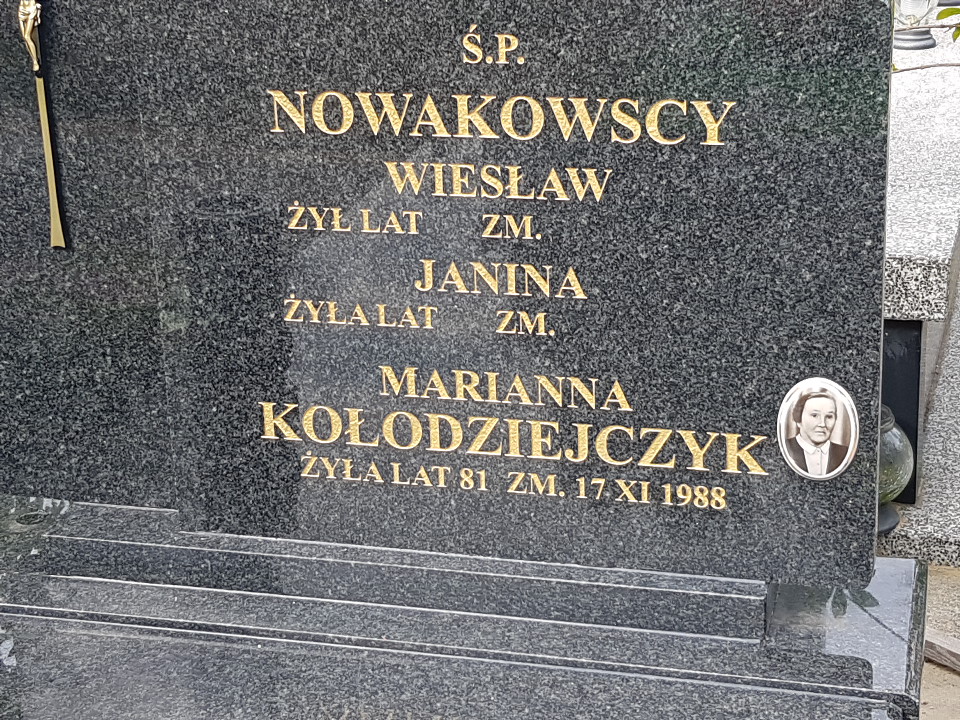 Ś.P.
NOWAKOWSCY
WIESŁAW
ŻYŁ LAT ZM.
JANINA
ŻYŁA LAT ZM.
MARIANNA
KOŁODZIEJCZYK
ŻYŁA LAT 81 ZM. 17 XI 1988